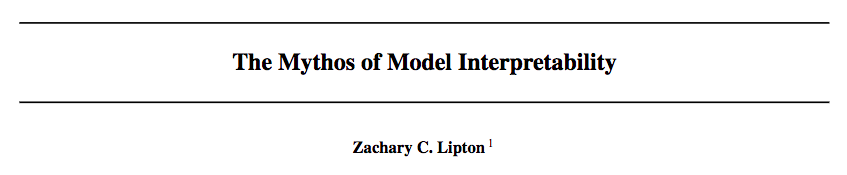 The Mythos of Model Interpretability
Zachary C. Lipton 1